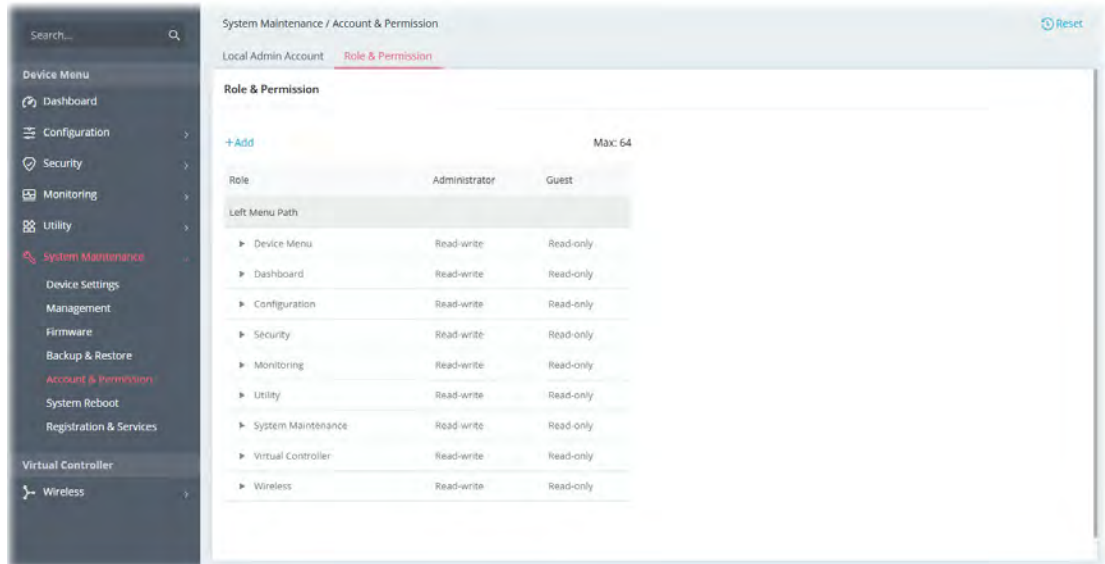 Search...
Device Menu
Dashboard
Configuration
Security
Monitoring
Utility
System Maintenance
Device Settings
Management
Firmware
Backup & Restore
Account & Permission
System Reboot
Registration & Services
Virtual Controller
Wireless
System Maintenance / Account & Permission
Reset
Local Admin Account Role & Permission
Role & Permission
+Add Max: 64
Role Administrator Guest
Left Menu Path
Device Menu Read-write Read-only
Dashboard Read-write Read-only
Configuration Read-write Read-only
Security Read-write Read-only
Monitoring Read-write Read-only
Utility Read-write Read-only
System Maintenance Read-write Read-only
Virtual Controller Read-write Read-only
Wireless Read-write Read-only